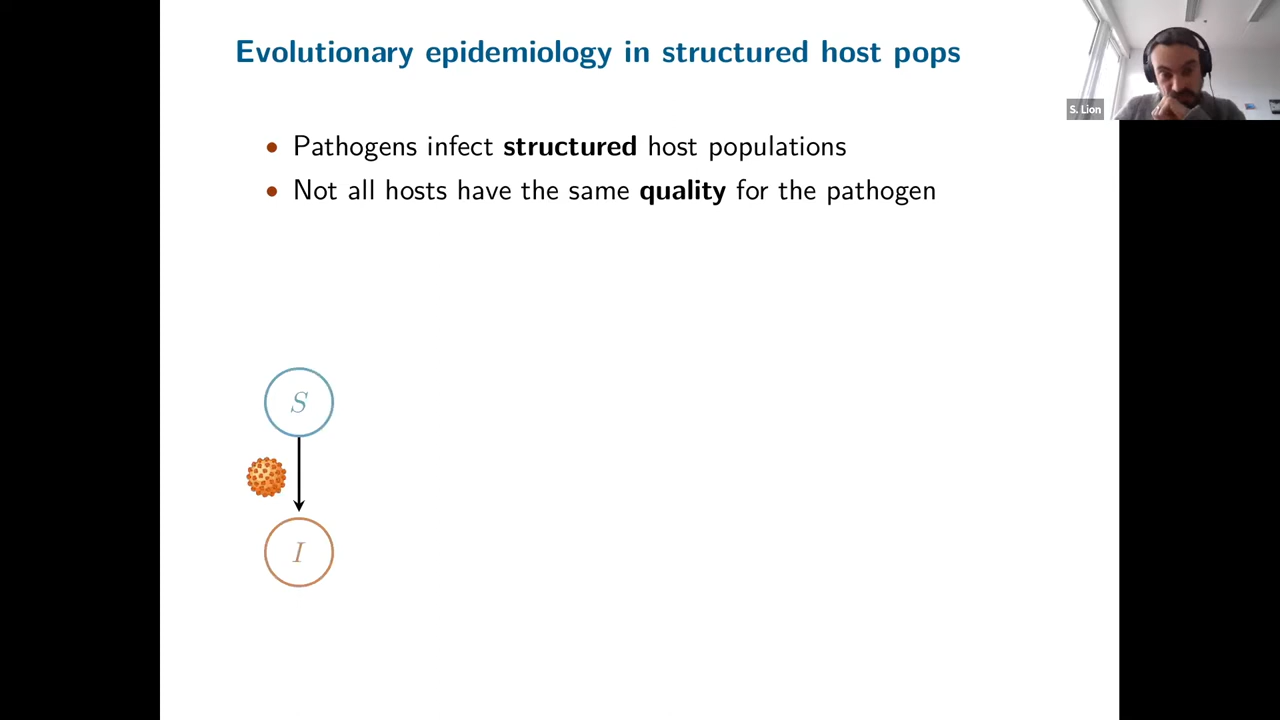 Evolutionary epidemiology in structured host pops
S. Lion
• Pathogens infect structured host populations
• Not all hosts have the same quality for the pathogen
S
I